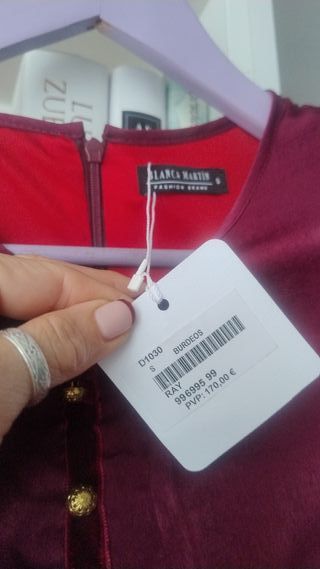 BLANCA MARTIN
S
FASHION BRAND
D1030
S BURDEOS
RAY
996995 99
PVP: 170,00 €